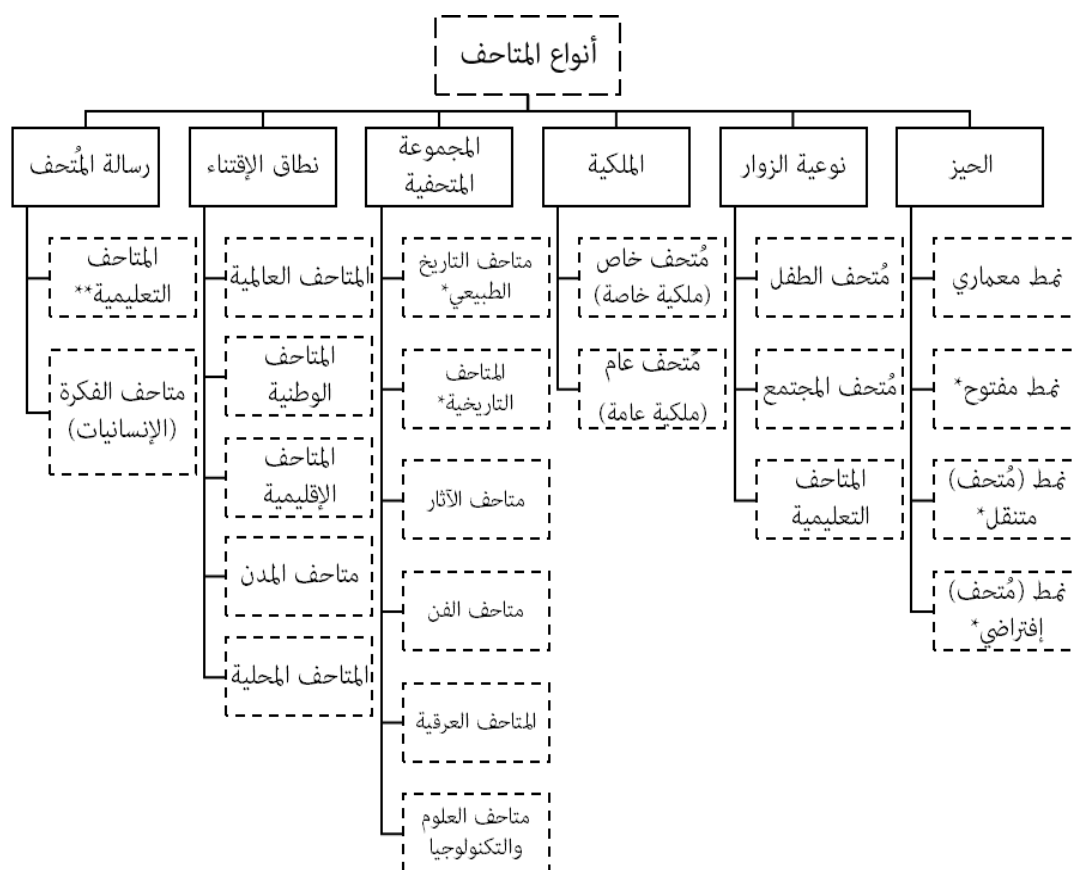 أنواع المتاحف
الحيز
نوعية الزوار
الملكية
المجموعة
المتحفية
نطاق الإقتناء
رسالة المُتحف
نمط معماري
نمط مفتوح*
نمط (مُتحف)
متنقل*
نمط (مُتحف)
إفتراضي*
مُتحف الطفل
مُتحف المجتمع
المتاحف
التعليمية
مُتحف خاص
(ملكية خاصة)
مُتحف عام
(ملكية عامة)
متاحف التاريخ
الطبيعي*
المتاحف
التاريخية*
متاحف الآثار
متاحف الفن
المتاحف العرقية
متاحف العلوم
والتكنولوجيا
المتاحف العالمية
المتاحف
الوطنية
المتاحف
الإقليمية
متاحف المدن
المتاحف المحلية
المتاحف
التعليمية**
متاحف الفكرة
(الإنسانيات)